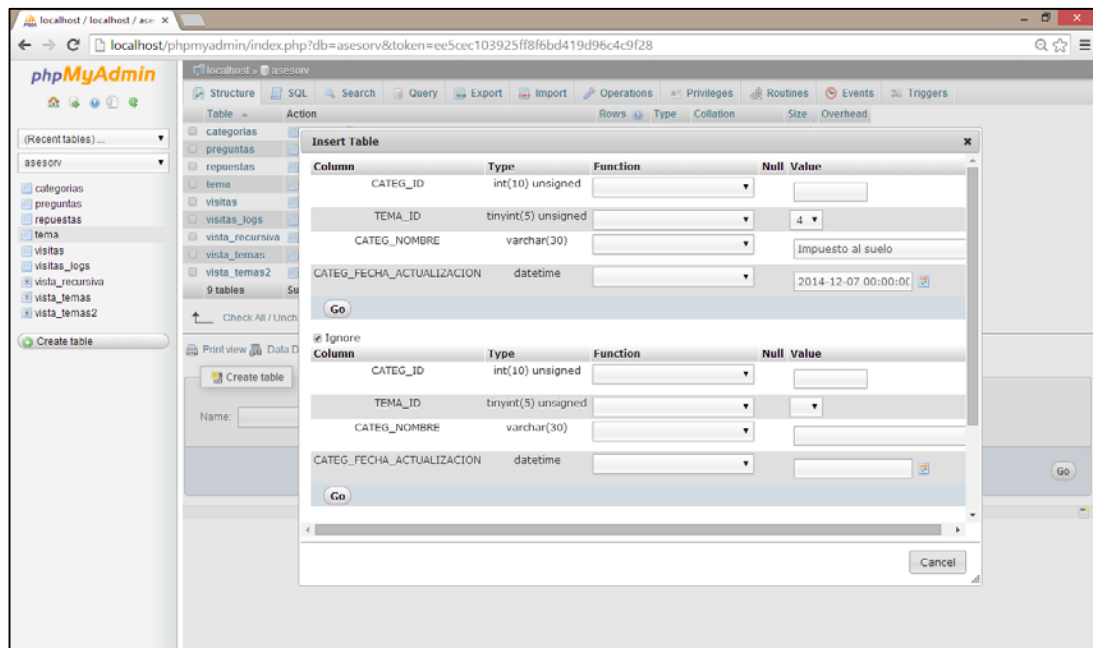 localhost / localhost / ase
localhost/phpmyadmin/index.php?db=asesorv&token=ee5cec103925ff8f6bd419d96c4c9f28
phpMyAdmin
(Recent tables) ...
asesorv
categorias
preguntas
repuestas
tema
visitas
visitas_logs
vista_recursiva
vista_temas
vista_temas2
Create table
localhost » asesorv
Structure SQL Search Query Export Import Operations Privileges Routines Events Triggers
Table Action Rows Type Collation Size Overhead
categorias
preguntas
repuestas
tema
visitas
visitas_logs
vista_recursiva
vista_temas
vista_temas2
9 tables Su
Check All / Unch
Print view Data D
Create table
Name:
Go
Insert Table
Column Type Function Null Value
CATEG_ID int(10) unsigned
TEMA_ID tinyint(5) unsigned 4
CATEG_NOMBRE varchar(30) Impuesto al suelo
CATEG_FECHA_ACTUALIZACION datetime 2014-12-07 00:00:00
Go
Ignore
Column Type Function Null Value
CATEG_ID int(10) unsigned
TEMA_ID tinyint(5) unsigned
CATEG_NOMBRE varchar(30)
CATEG_FECHA_ACTUALIZACION datetime
Go
Cancel